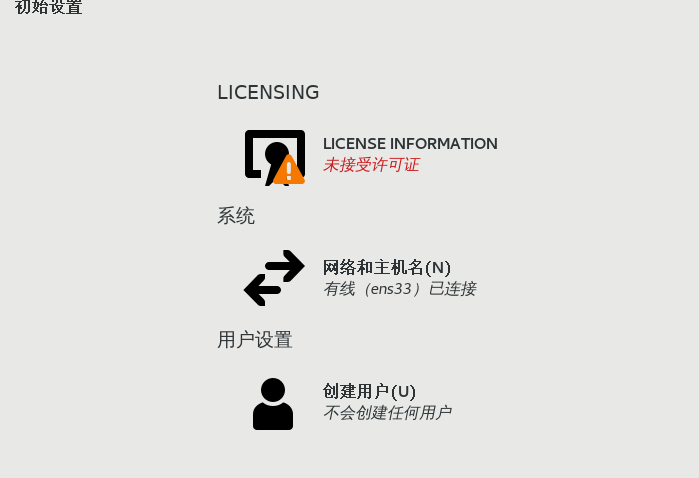 初始设置
LICENSING
LICENSE INFORMATION
未接受许可证
系统
网络和主机名(N)
有线（ens33）已连接
用户设置
创建用户(U)
不会创建任何用户